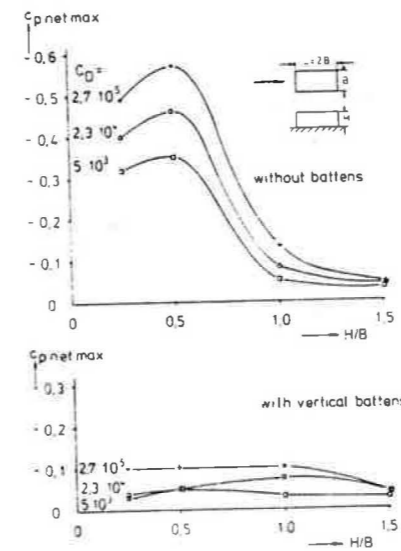 cp net max
- 0,6
- 0,5
- 0,4
- 0,3
- 0,2
- 0,1
0
CD =
2,7 10⁵
2,3 10⁴
5 10³
L=2B
B
H
without battens
0 0,5 1,0 1,5
H/B
cp net max
0,3
- 0,2
- 0,1
0
with vertical battens
2,7 10⁵
2,3 10⁴
5 10³
0,5 1,0 1,5
H/B